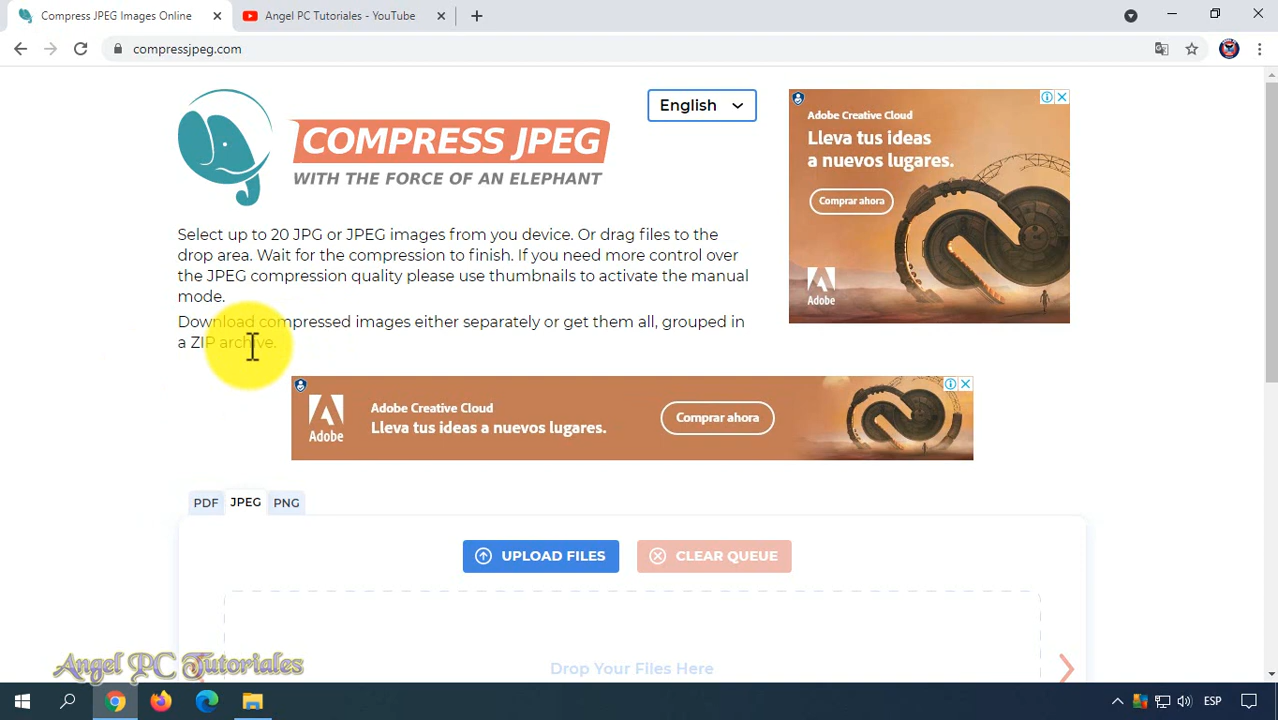 Compress JPEG Images Online
Angel PC Tutoriales - YouTube
compressjpeg.com
COMPRESS JPEG
WITH THE FORCE OF AN ELEPHANT
English
Select up to 20 JPG or JPEG images from you device. Or drag files to the
drop area. Wait for the compression to finish. If you need more control over
the JPEG compression quality please use thumbnails to activate the manual
mode.
Download compressed images either separately or get them all, grouped in
a ZIP archive.
Adobe Creative Cloud
Lleva tus ideas
a nuevos lugares.
Comprar ahora
Adobe
Adobe
Adobe Creative Cloud
Lleva tus ideas a nuevos lugares.
Comprar ahora
PDF
JPEG
PNG
UPLOAD FILES
CLEAR QUEUE
Drop Your Files Here
Angel PC Tutoriales
ESP